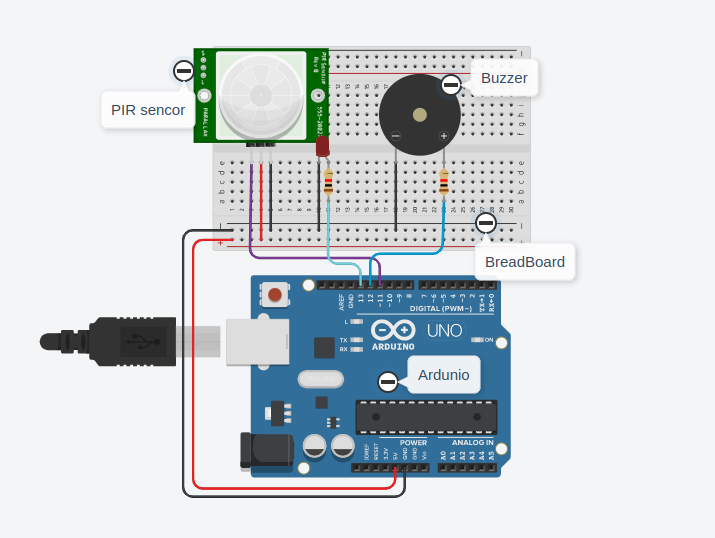 PIR sencor
Buzzer
BreadBoard
Ardunio
PIR Sensor
Rev B
555-28027
PARALLAX
a b c d e
AREF
GND
13
12
~11
~10
~9
8
7
~6
~5
4
~3
2
TX→1
RX←0
DIGITAL (PWM~)
L
TX
RX
ARDUINO
UNO
ON
POWER
ANALOG IN
IOREF
RESET
3.3V
5V
GND
GND
Vin
A0
A1
A2
A3
A4
A5